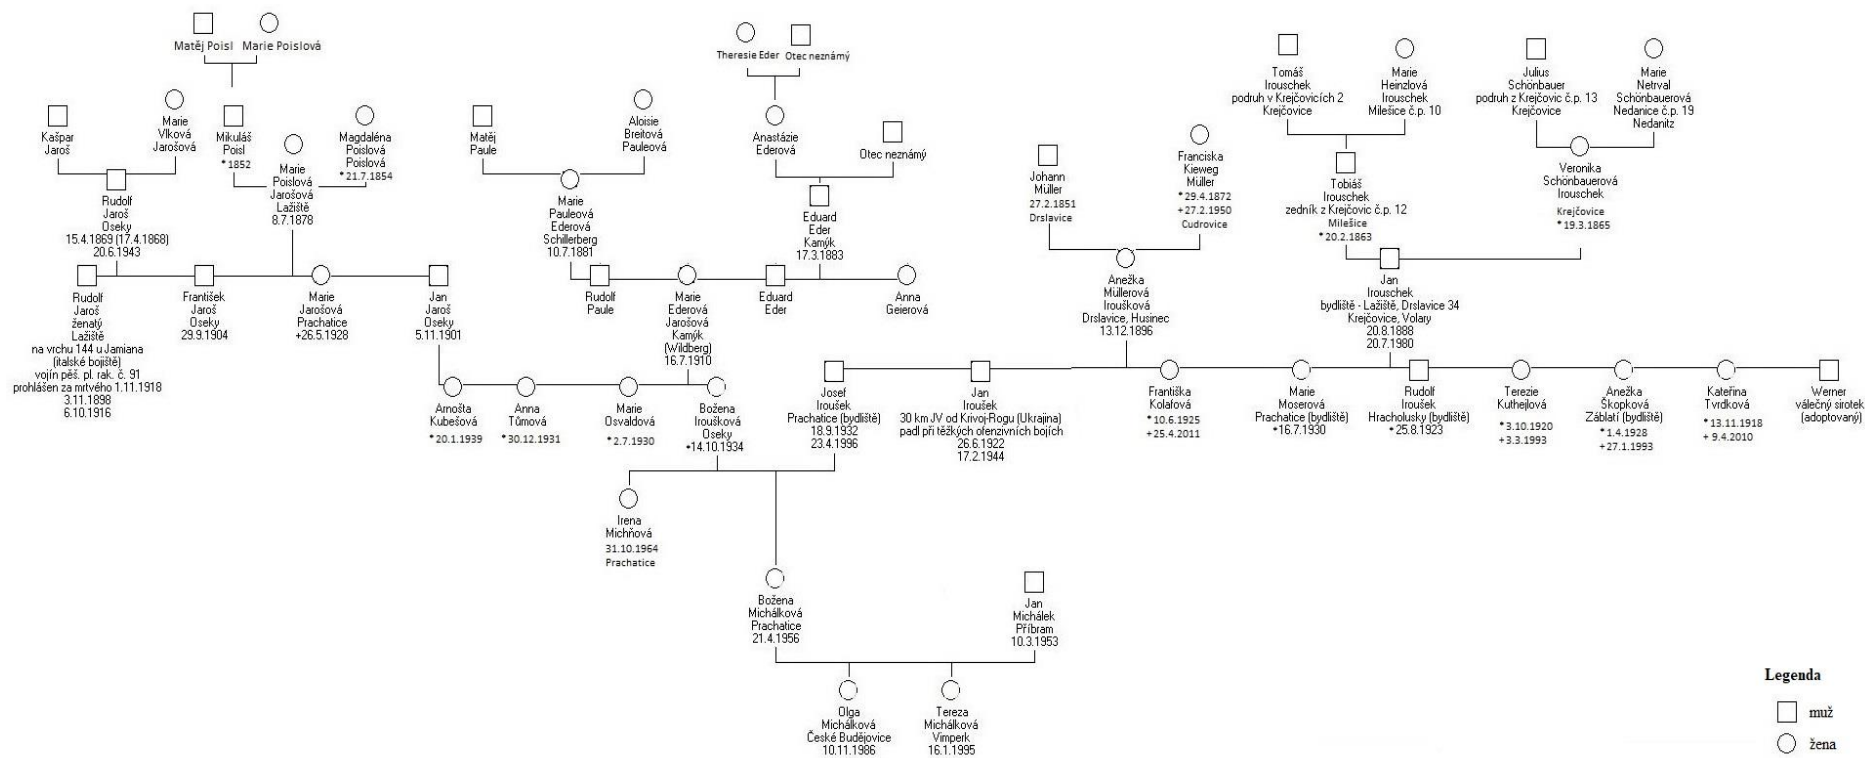 Matěj Poisl
Marie Poislová
Theresie Eder
Otec neznámý
Tomáš
Irouschek
podruh v Krejčovicích 2
Krejčovice
Marie
Heinzlová
Irouschek
Milešice č.p. 10
Julius
Schönbauer
podruh z Krejčovic č.p. 13
Krejčovice
Marie
Netrval
Schönbauerová
Nedanice č.p. 19
Nedanitz
Kašpar
Jaroš
Marie
Vlková
Jarošová
Mikuláš
Poisl
* 1852
Magdaléna
Poislová
Poislová
* 21.7.1854
Matěj
Paule
Aloisie
Breitová
Pauleová
Anastázie
Ederová
Otec neznámý
Johann
Müller
27.2.1851
Drslavice
Franciska
Kieweg
Müller
* 29.4.1872
+ 27.2.1950
Cudrovice
Tobiáš
Irouschek
zedník z Krejčovic č.p. 12
Milešice
* 20.2.1863
Veronika
Schönbauerová
Irouschek
Krejčovice
* 19.3.1865
Rudolf
Jaroš
Oseky
15.4.1869 (17.4.1868)
20.6.1943
Marie
Poislová
Jarošová
Lažiště
8.7.1878
Marie
Pauleová
Ederová
Schillerberg
10.7.1881
Eduard
Eder
Kamýk
17.3.1883
Rudolf
Jaroš
ženatý
Lažiště
na vrchu 144 u Jamiana
(italské bojiště)
vojín pěš. pl. rak. č. 91
prohlášen za mrtvého 1.11.1918
3.11.1898
6.10.1916
František
Jaroš
Oseky
29.9.1904
Marie
Jarošová
Prachatice
+26.5.1928
Jan
Jaroš
Oseky
5.11.1901
Rudolf
Paule
Marie
Ederová
Jarošová
Kamýk
(Wildberg)
16.7.1910
Eduard
Eder
Anna
Geierová
Anežka
Müllerová
Iroušková
Drslavice, Husinec
13.12.1896
Jan
Irouschek
bydliště - Lažiště, Drslavice 34
Krejčovice, Volary
20.8.1888
20.7.1980
Arnošta
Kubešová
* 20.1.1939
Anna
Tůmová
* 30.12.1931
Marie
Osvaldová
* 2.7.1930
Božena
Iroušková
Oseky
*14.10.1934
Josef
Iroušek
Prachatice (bydliště)
18.9.1932
23.4.1996
Jan
Iroušek
30 km JV od Krivoj-Rogu (Ukrajina)
padl při těžkých ofenzivních bojích
26.6.1922
17.2.1944
Františka
Kolafová
* 10.6.1925
+ 25.4.2011
Marie
Moserová
Prachatice (bydliště)
*16.7.1930
Rudolf
Iroušek
Hracholusky (bydliště)
* 25.8.1923
Terezie
Kuthejlová
* 3.10.1920
+ 3.3.1993
Anežka
Škopková
Záblatí (bydliště)
* 1.4.1928
+ 27.1.1993
Kateřina
Tvrdková
* 13.11.1918
+ 9.4.2010
Werner
válečný sirotek
(adoptovaný)
Irena
Michňová
31.10.1964
Prachatice
Božena
Michálková
Prachatice
21.4.1956
Jan
Michálek
Příbram
10.3.1953
Olga
Michálková
České Budějovice
10.11.1986
Tereza
Michálková
Vimperk
16.1.1995
Legenda
muž
žena